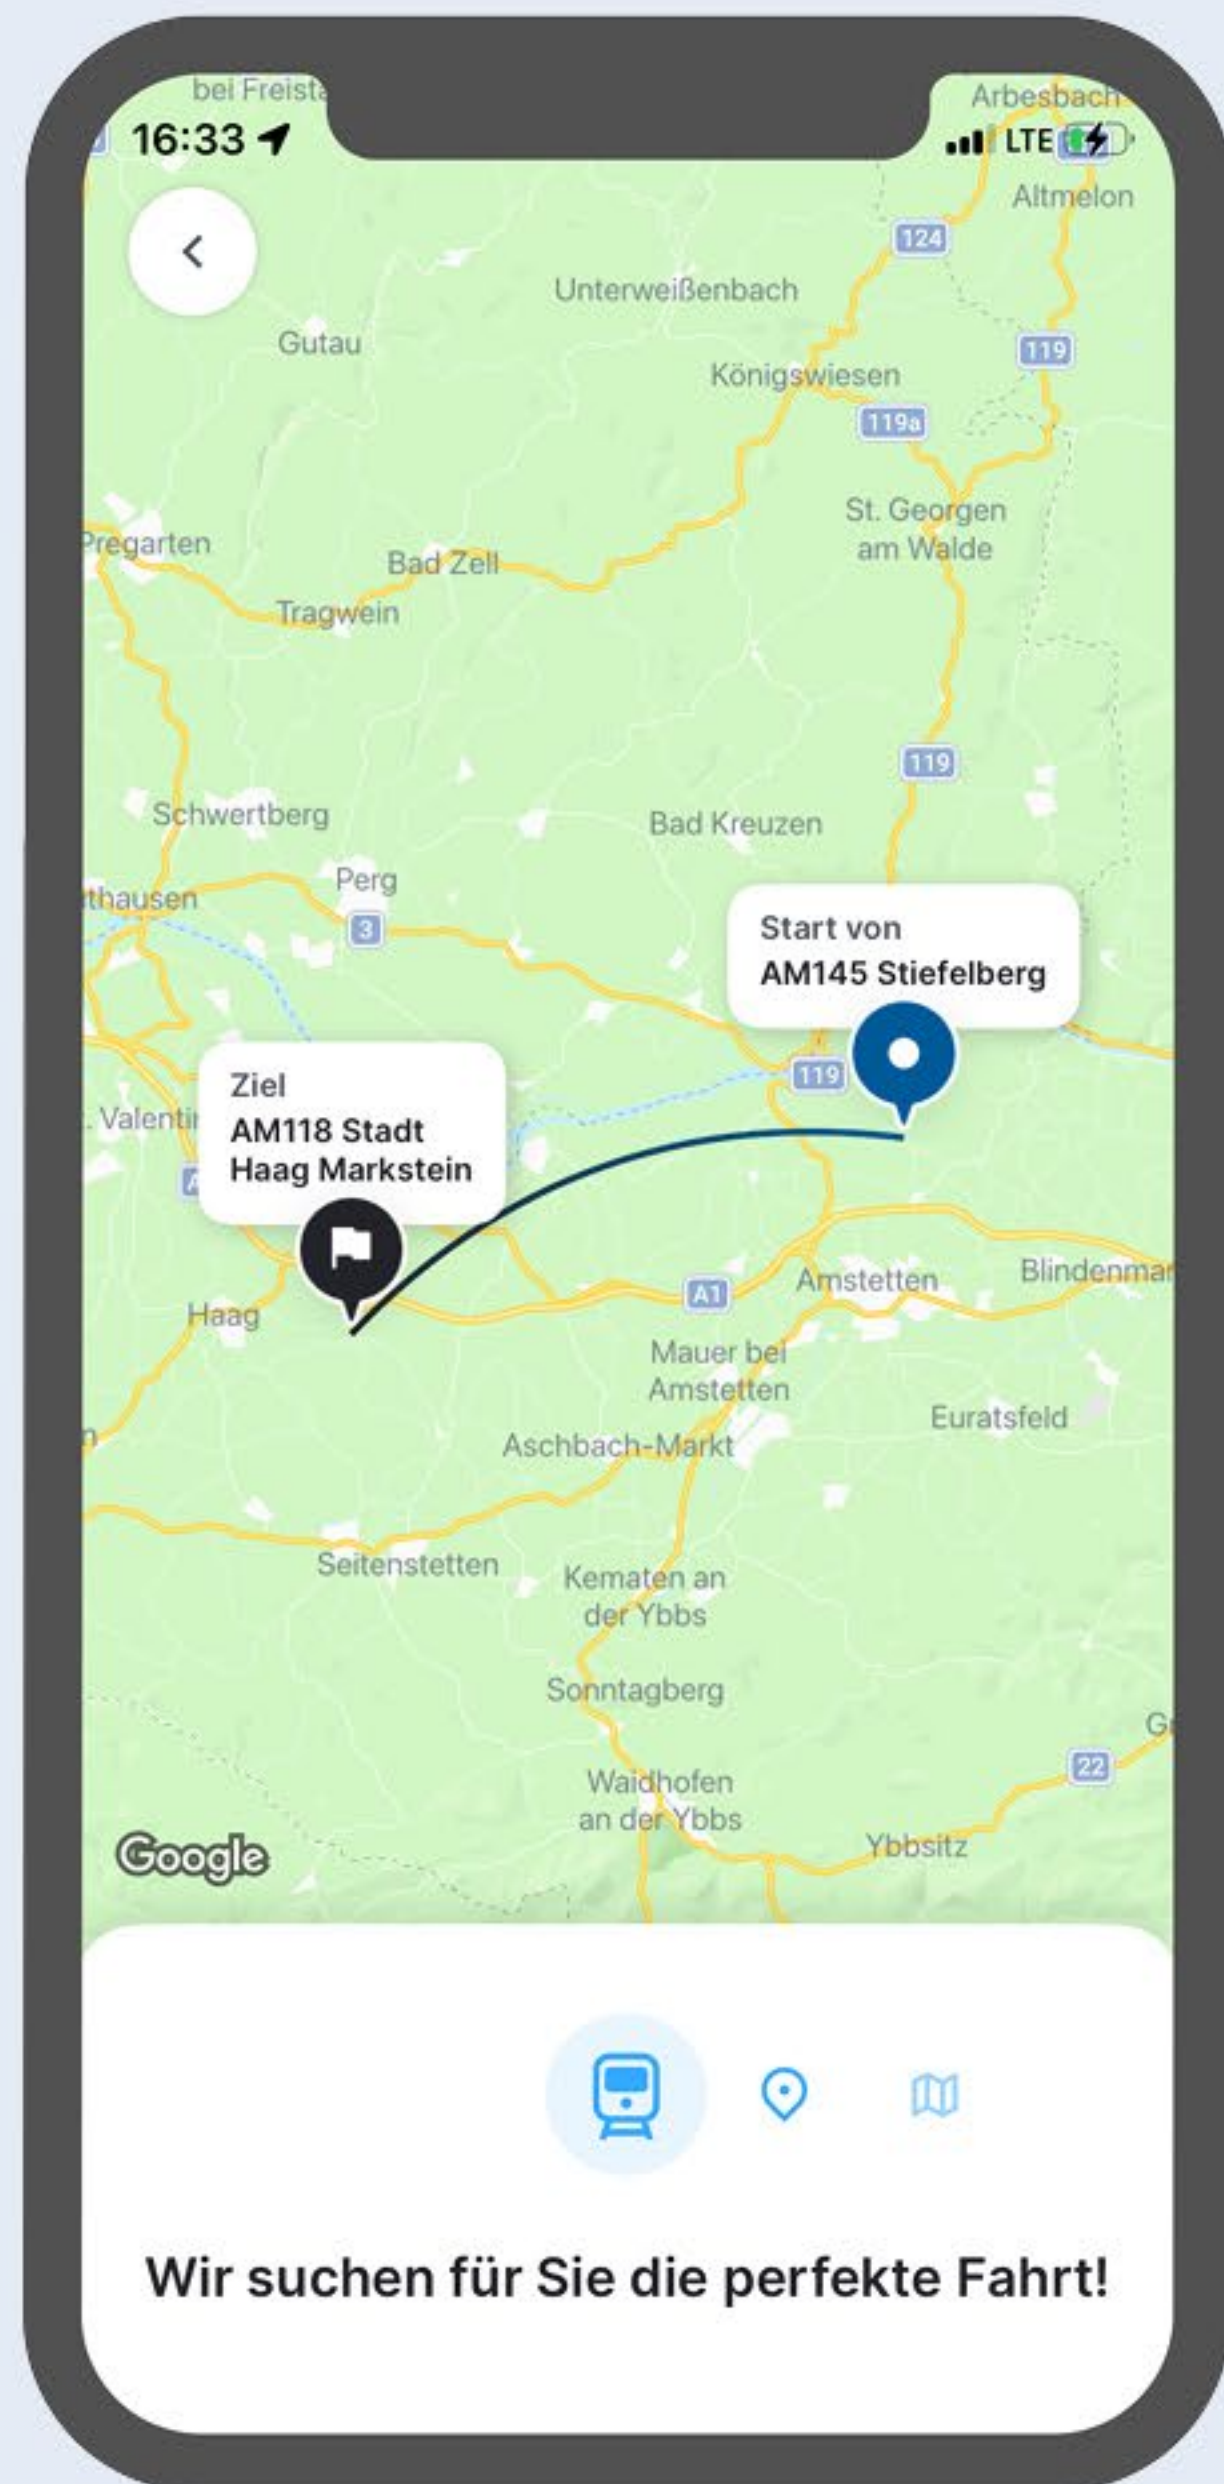 bei Freista
Arbesbach
16:33
LTE
Altmelon
124
Unterweißenbach
Gutau
119
Königswiesen
119a
St. Georgen
am Walde
Pregarten
Bad Zell
Tragwein
119
Schwertberg
Bad Kreuzen
Perg
thausen
3
Start von
AM145 Stiefelberg
Ziel
119
. Valentin
AM118 Stadt
Haag Markstein
A
Blindenmar
Amstetten
A1
Haag
Mauer bei
Amstetten
Euratsfeld
n
Aschbach-Markt
Seitenstetten
Kematen an
der Ybbs
Sonntagberg
G
22
Waidhofen
an der Ybbs
Ybbsitz
Google
Wir suchen für Sie die perfekte Fahrt!